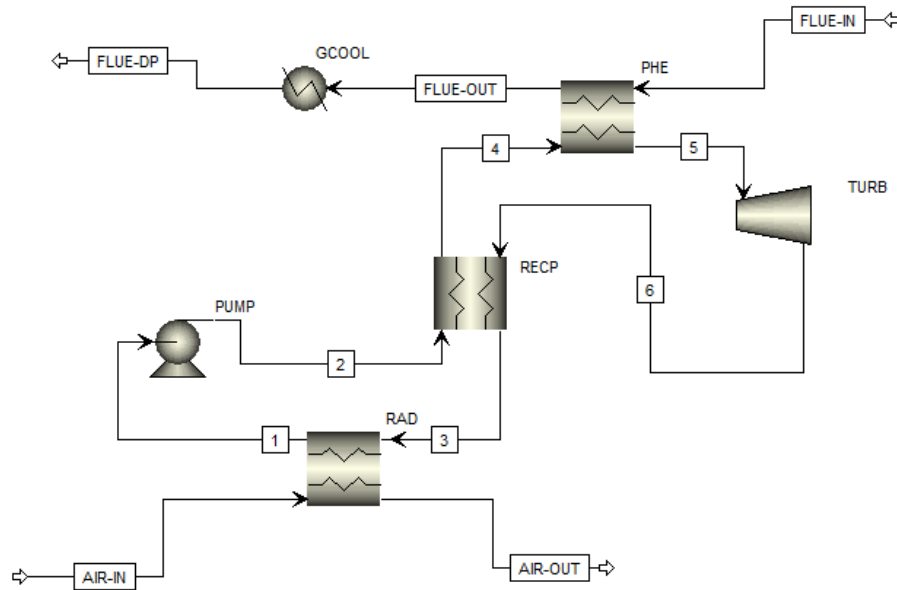 FLUE-IN
GCOOL
FLUE-DP
PHE
FLUE-OUT
4
5
TURB
RECP
6
PUMP
2
RAD
1
3
AIR-OUT
AIR-IN